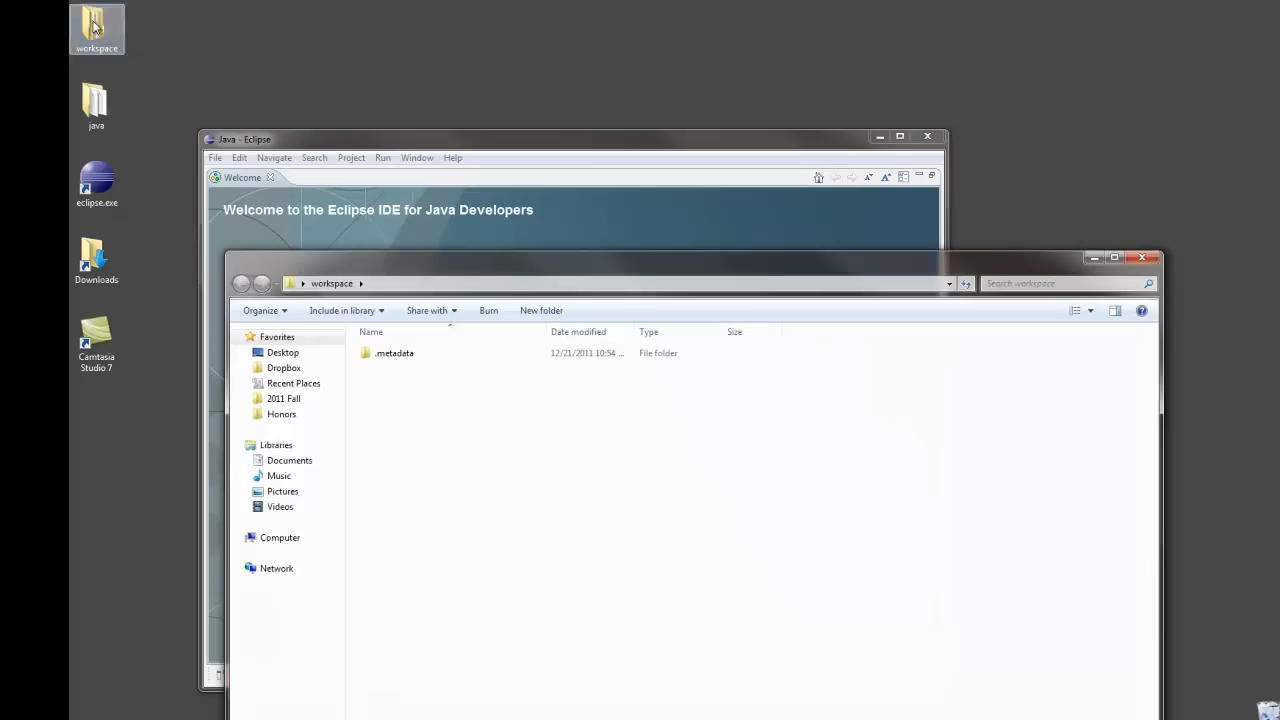 workspace
java
eclipse.exe
Downloads
Camtasia
Studio 7
Java - Eclipse
File Edit Navigate Search Project Run Window Help
Welcome
Welcome to the Eclipse IDE for Java Developers
workspace
Search workspace
Organize Include in library Share with Burn New folder
Name Date modified Type Size
.metadata 12/21/2011 10:54 ... File folder
Favorites
Desktop
Dropbox
Recent Places
2011 Fall
Honors
Libraries
Documents
Music
Pictures
Videos
Computer
Network